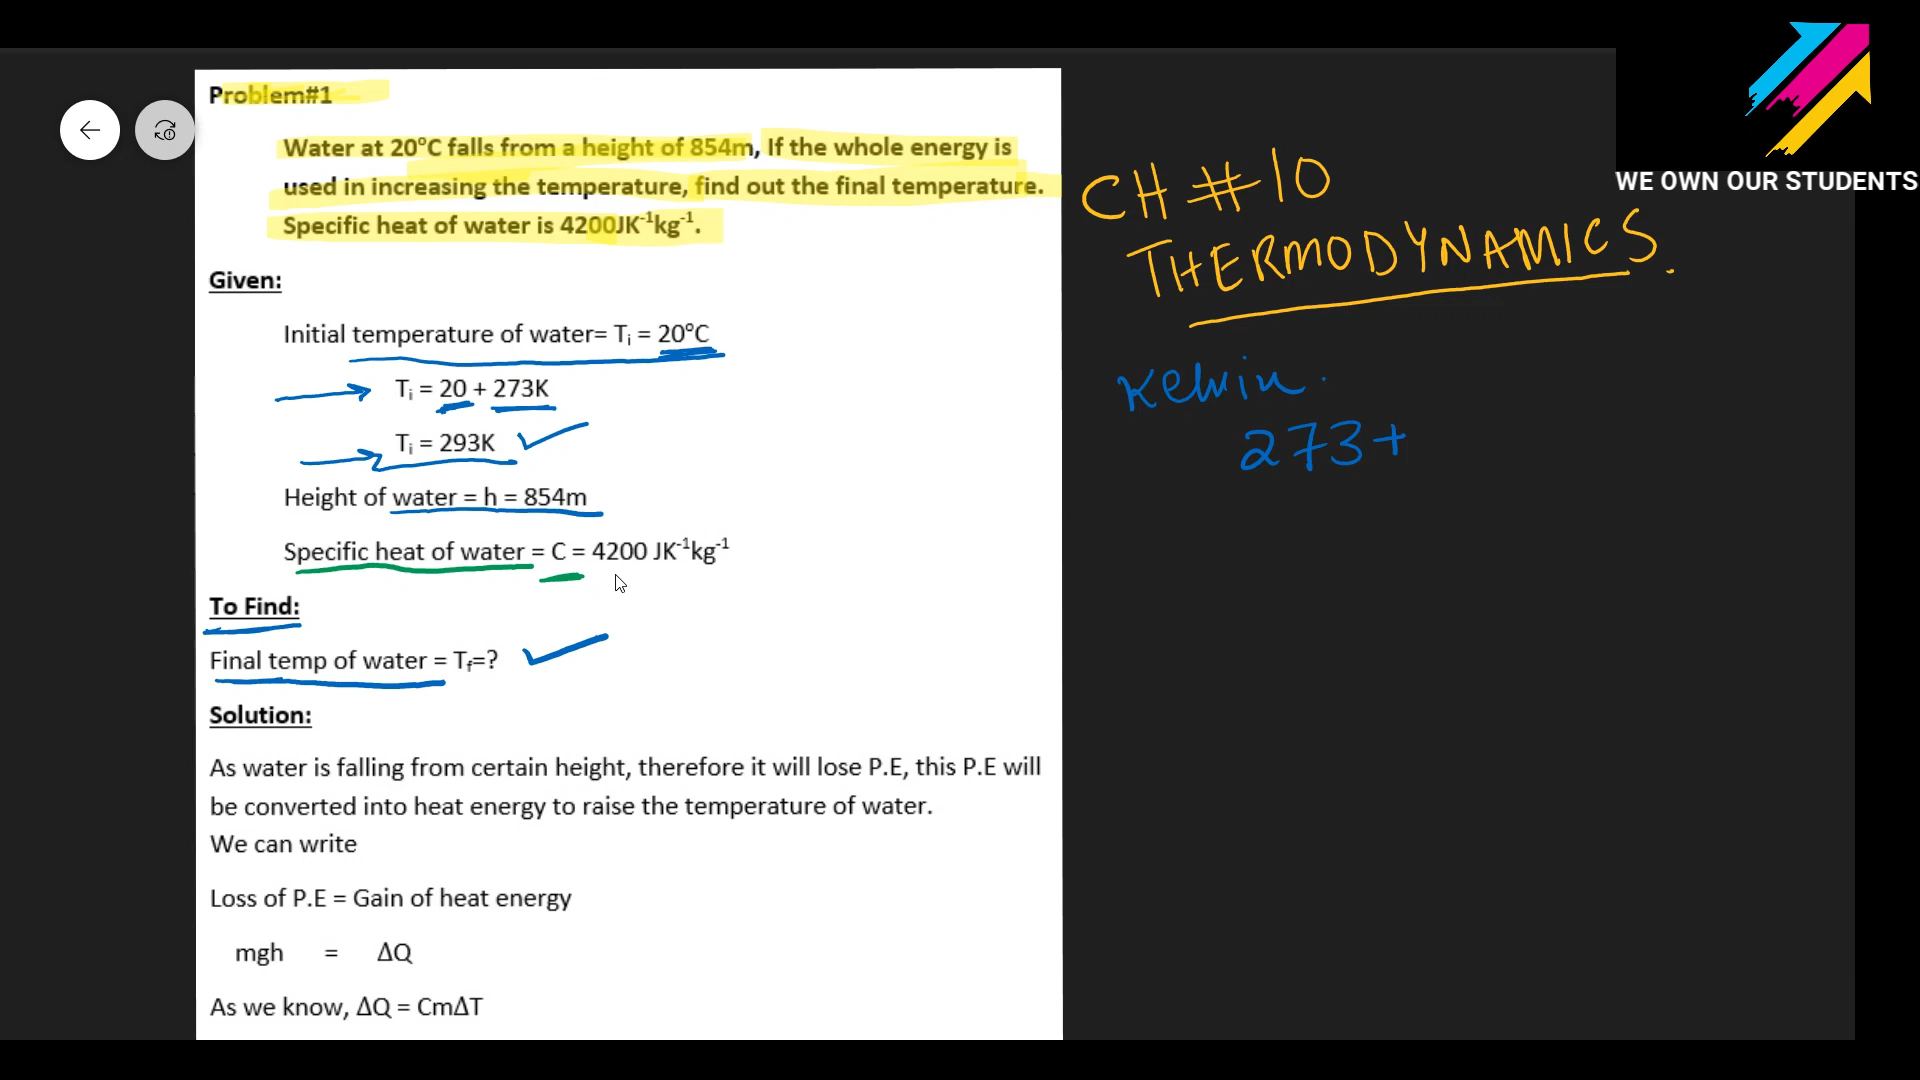 Problem#1
Water at 20°C falls from a height of 854m, If the whole energy is
used in increasing the temperature, find out the final temperature.
Specific heat of water is 4200JK⁻¹kg⁻¹.
Given:
Initial temperature of water= Tᵢ = 20°C
Tᵢ = 20 + 273K
Tᵢ = 293K
Height of water = h = 854m
Specific heat of water = C = 4200 JK⁻¹kg⁻¹
To Find:
Final temp of water = T_f=?
Solution:
As water is falling from certain height, therefore it will lose P.E, this P.E will
be converted into heat energy to raise the temperature of water.
We can write
Loss of P.E = Gain of heat energy
mgh = ΔQ
As we know, ΔQ = CmΔT
WE OWN OUR STUDENTS
CH #10
THERMODYNAMICS.
Kelvin.
273+